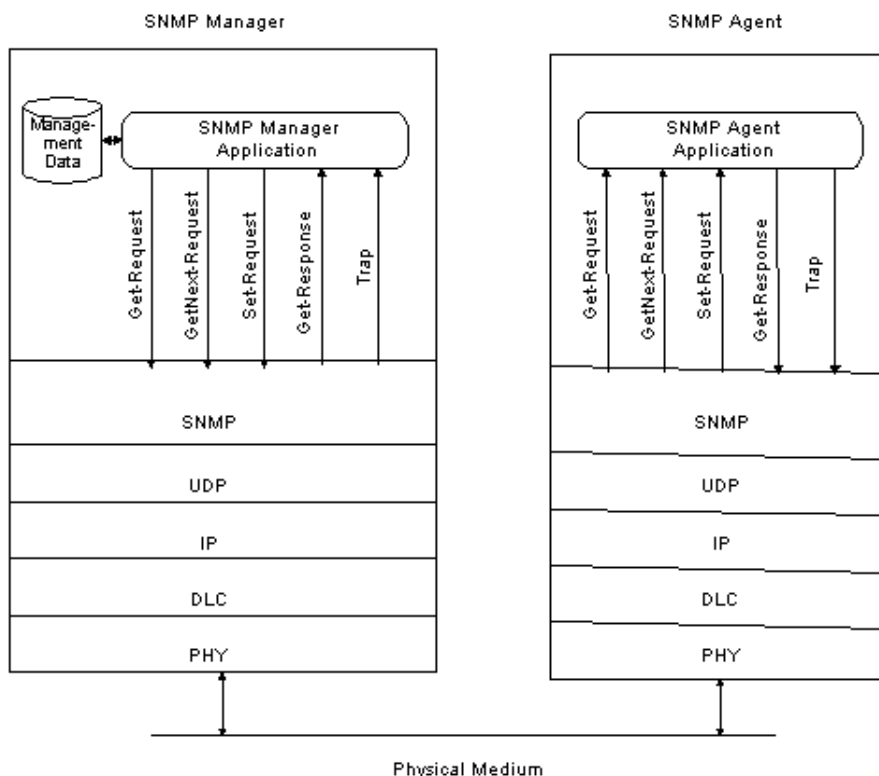 SNMP Manager
SNMP Agent
Manage-
ment
Data
SNMP Manager
Application
Get-Request
GetNext-Request
Set-Request
Get-Response
Trap
SNMP
UDP
IP
DLC
PHY
SNMP Agent
Application
Get-Request
GetNext-Request
Set-Request
Get-Response
Trap
SNMP
UDP
IP
DLC
PHY
Physical Medium